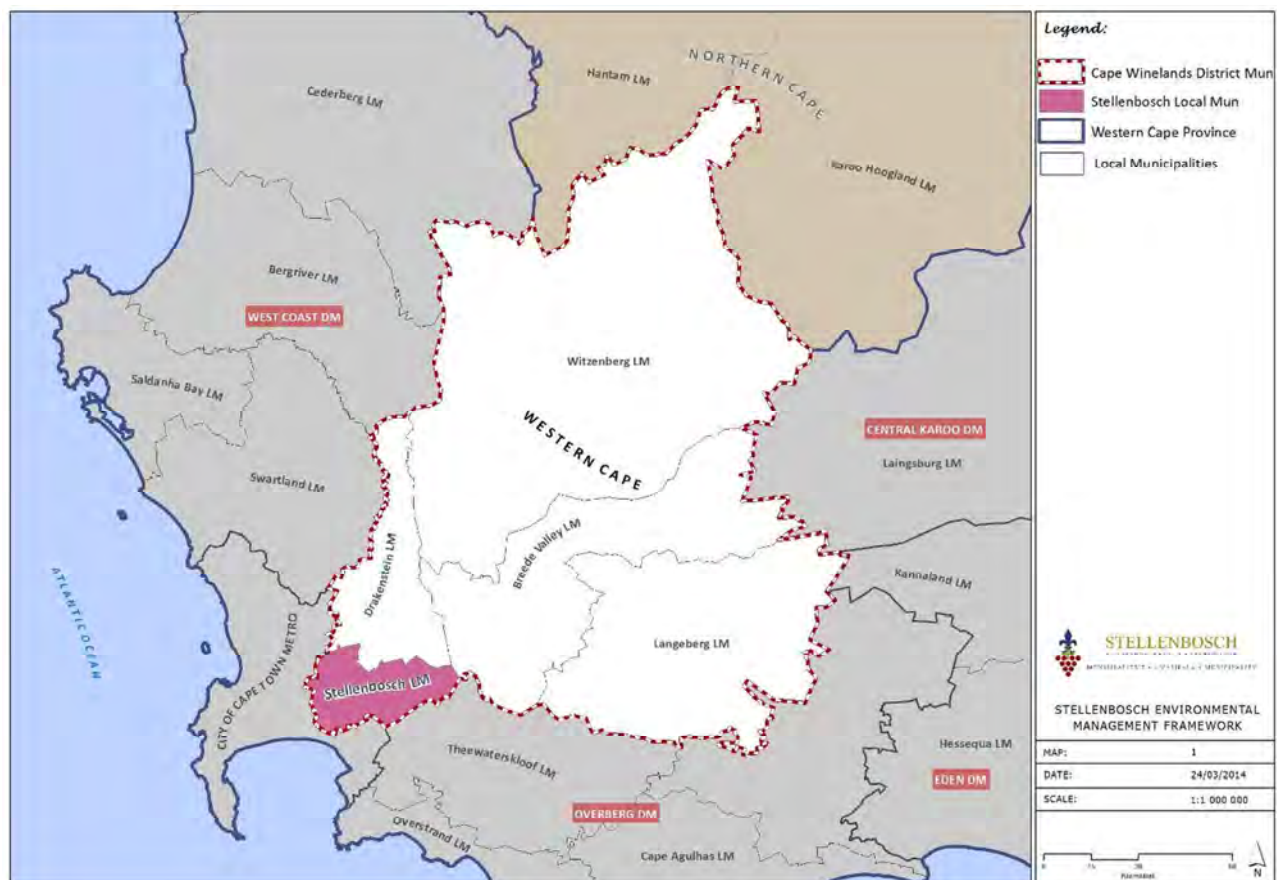 Legend:
Cape Winelands District Mun
Stellenbosch Local Mun
Western Cape Province
Local Municipalities
NORTHERN CAPE
Hantam LM
Cederberg LM
Karoo Hoogland LM
Bergriver LM
WEST COAST DM
Witzenberg LM
Saldanha Bay LM
CENTRAL KAROO DM
Laingsburg LM
WESTERN CAPE
Swartland LM
Breede Valley LM
Drakenstein LM
Kannaland LM
ATLANTIC OCEAN
Langeberg LM
CITY OF CAPE TOWN METRO
Stellenbosch LM
Theewaterskloof LM
Hessequa LM
EDEN DM
OVERBERG DM
Overstrand LM
Cape Agulhas LM
STELLENBOSCH
STELLENBOSCH ENVIRONMENTAL
MANAGEMENT FRAMEWORK
MAP: 1
DATE: 24/03/2014
SCALE: 1:1 000 000
N